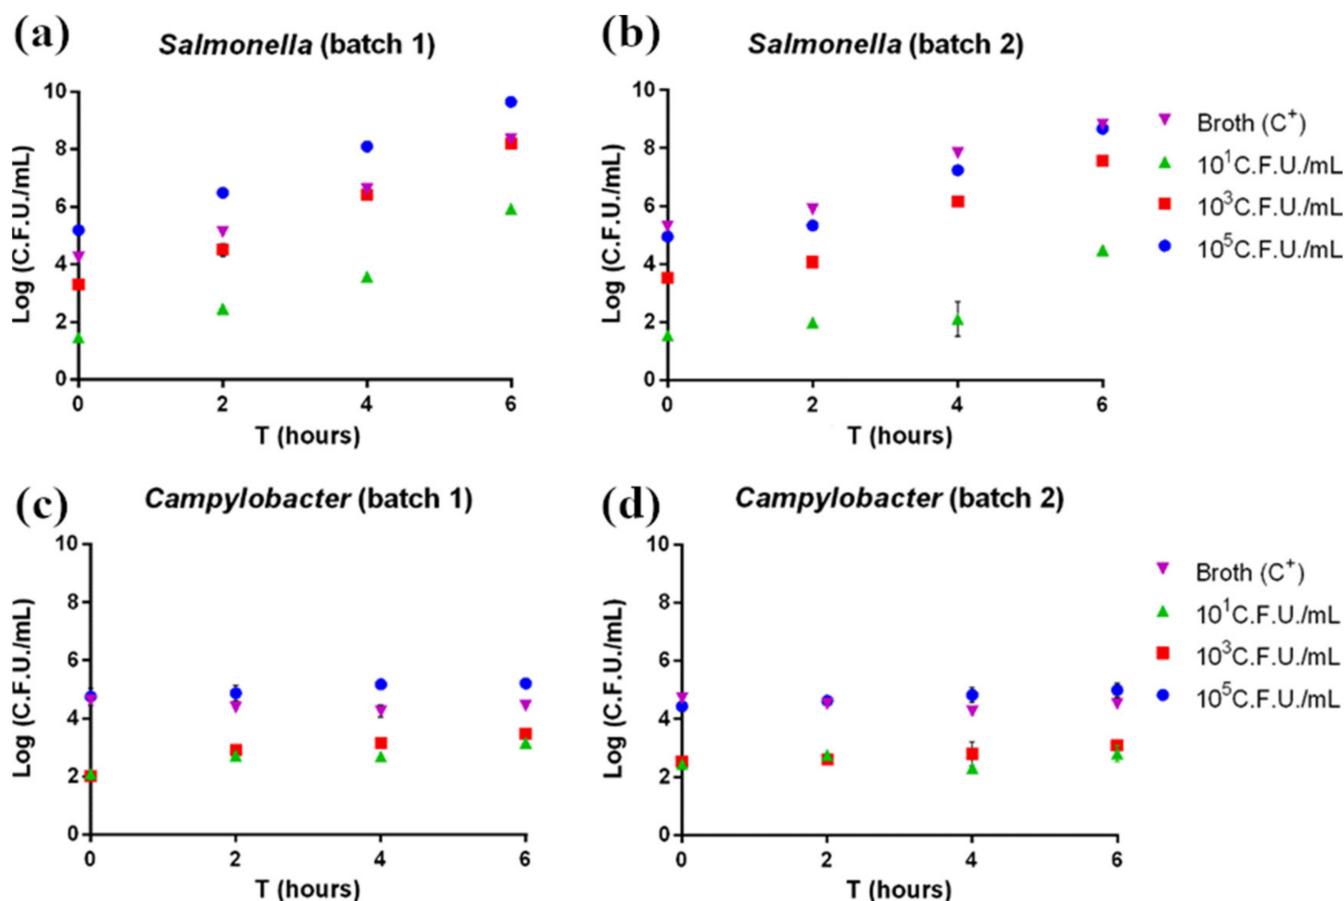 (a)
Salmonella (batch 1)
10
8
6
4
2
0
Log (C.F.U./mL)
0 2 4 6
T (hours)
(b)
Salmonella (batch 2)
10
8
6
4
2
0
Log (C.F.U./mL)
0 2 4 6
T (hours)
Broth (C⁺)
10¹C.F.U./mL
10³C.F.U./mL
10⁵C.F.U./mL
(c)
Campylobacter (batch 1)
10
8
6
4
2
0
Log (C.F.U./mL)
0 2 4 6
T (hours)
(d)
Campylobacter (batch 2)
10
8
6
4
2
0
Log (C.F.U./mL)
0 2 4 6
T (hours)
Broth (C⁺)
10¹C.F.U./mL
10³C.F.U./mL
10⁵C.F.U./mL